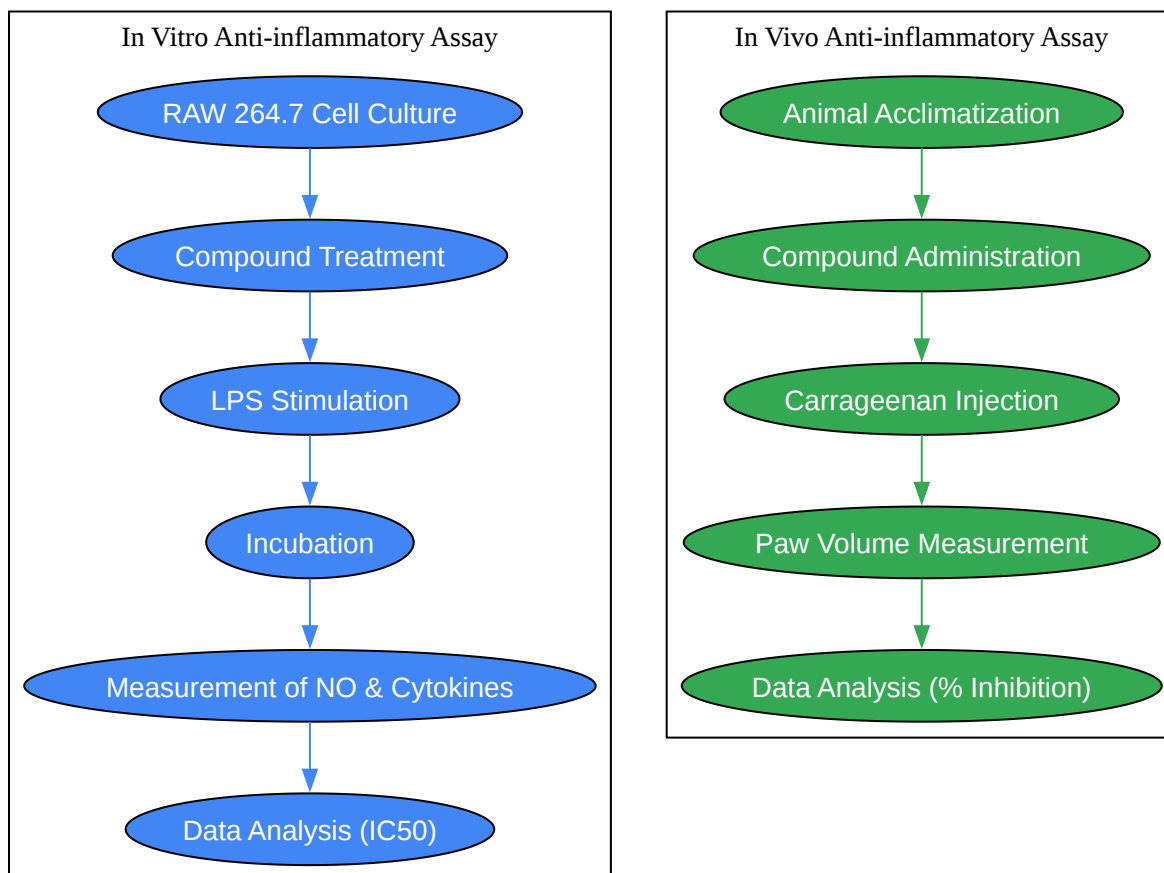 In Vitro Anti-inflammatory Assay
RAW 264.7 Cell Culture
Compound Treatment
LPS Stimulation
Incubation
Measurement of NO & Cytokines
Data Analysis (IC50)
In Vivo Anti-inflammatory Assay
Animal Acclimatization
Compound Administration
Carrageenan Injection
Paw Volume Measurement
Data Analysis (% Inhibition)